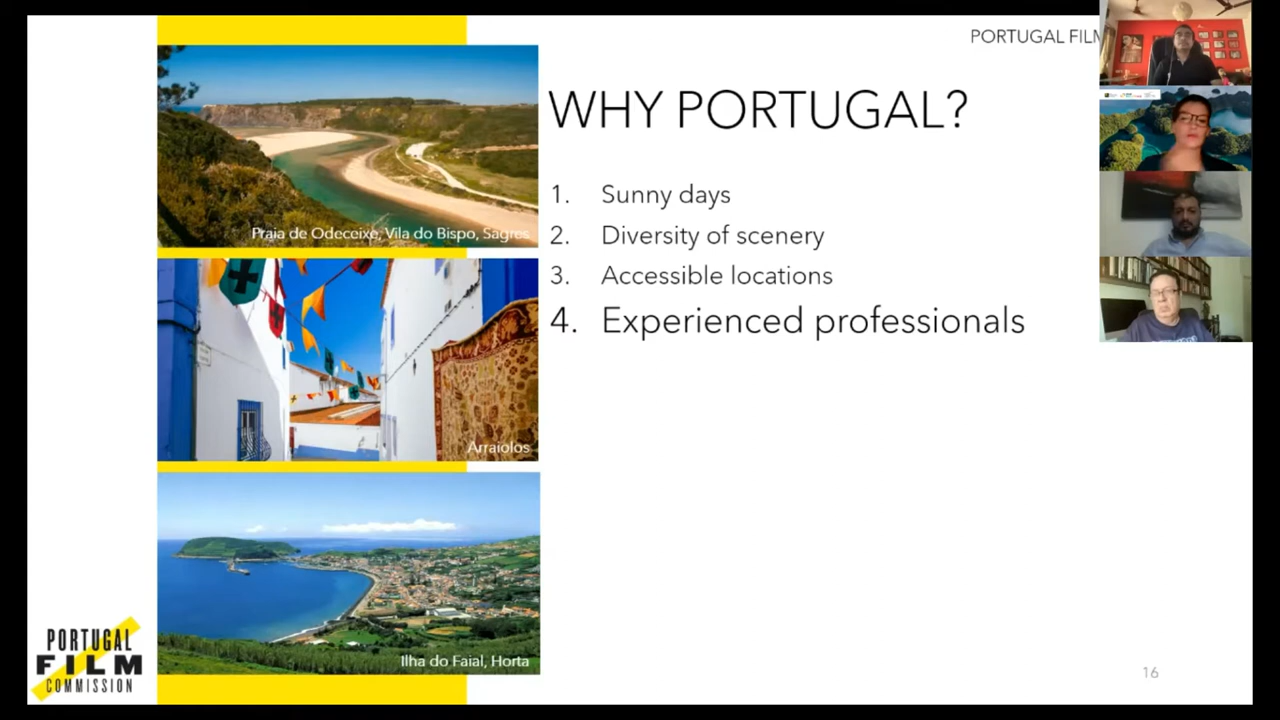 PORTUGAL FILM
WHY PORTUGAL?
1. Sunny days
2. Diversity of scenery
3. Accessible locations
4. Experienced professionals
Praia de Odeceixe, Vila do Bispo, Sagres
Arraiolos
Ilha do Faial, Horta
PORTUGAL
FILM
COMMISSION
16